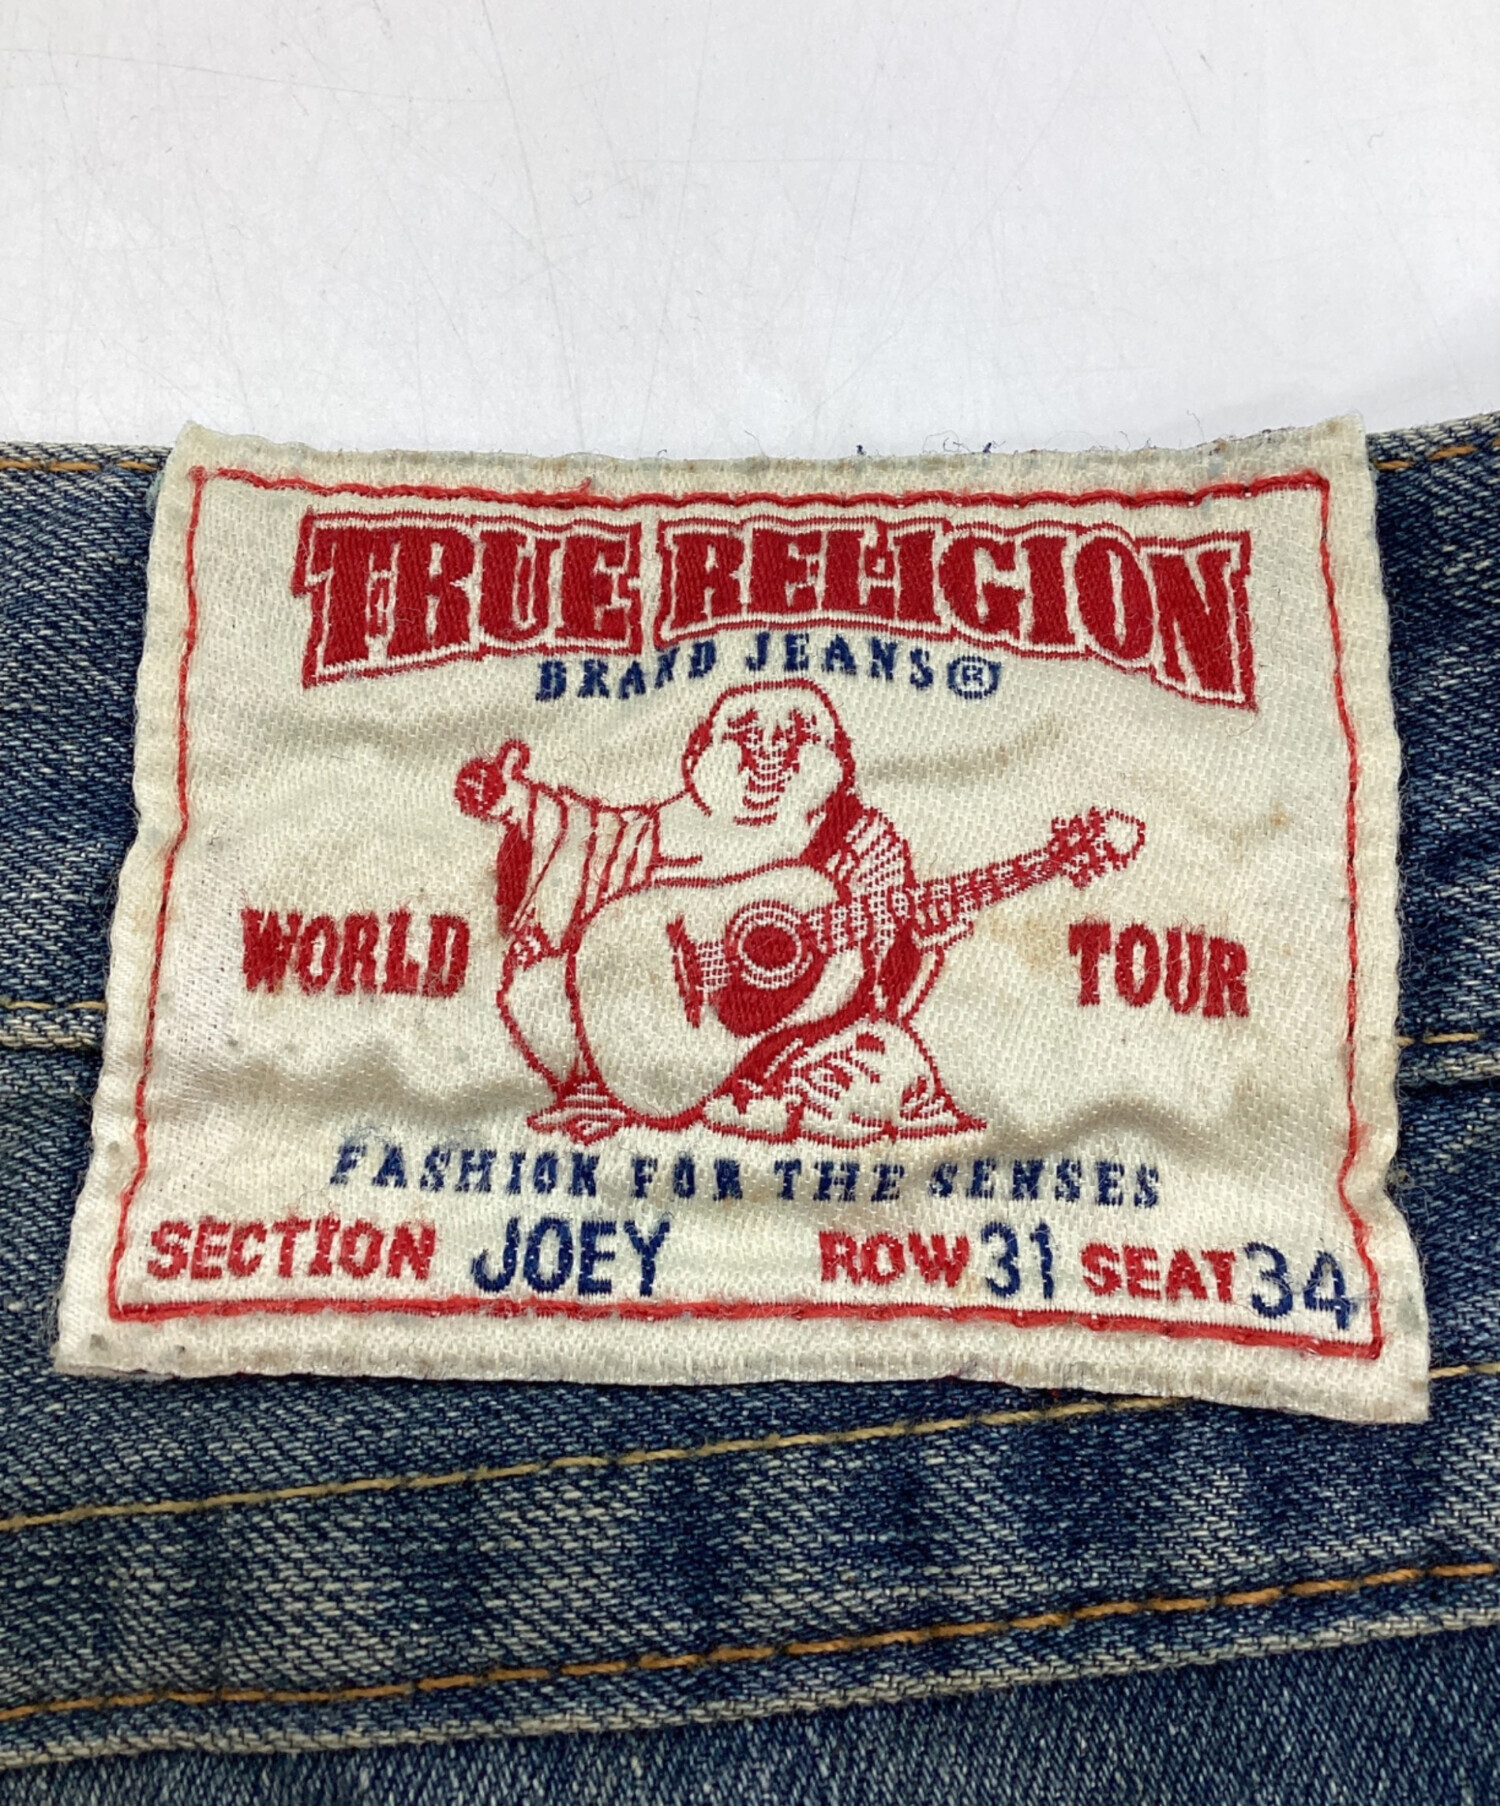 TRUE RELIGION
BRAND JEANS®
WORLD TOUR
FASHION FOR THE SENSES
SECTION JOEY ROW 31 SEAT 34